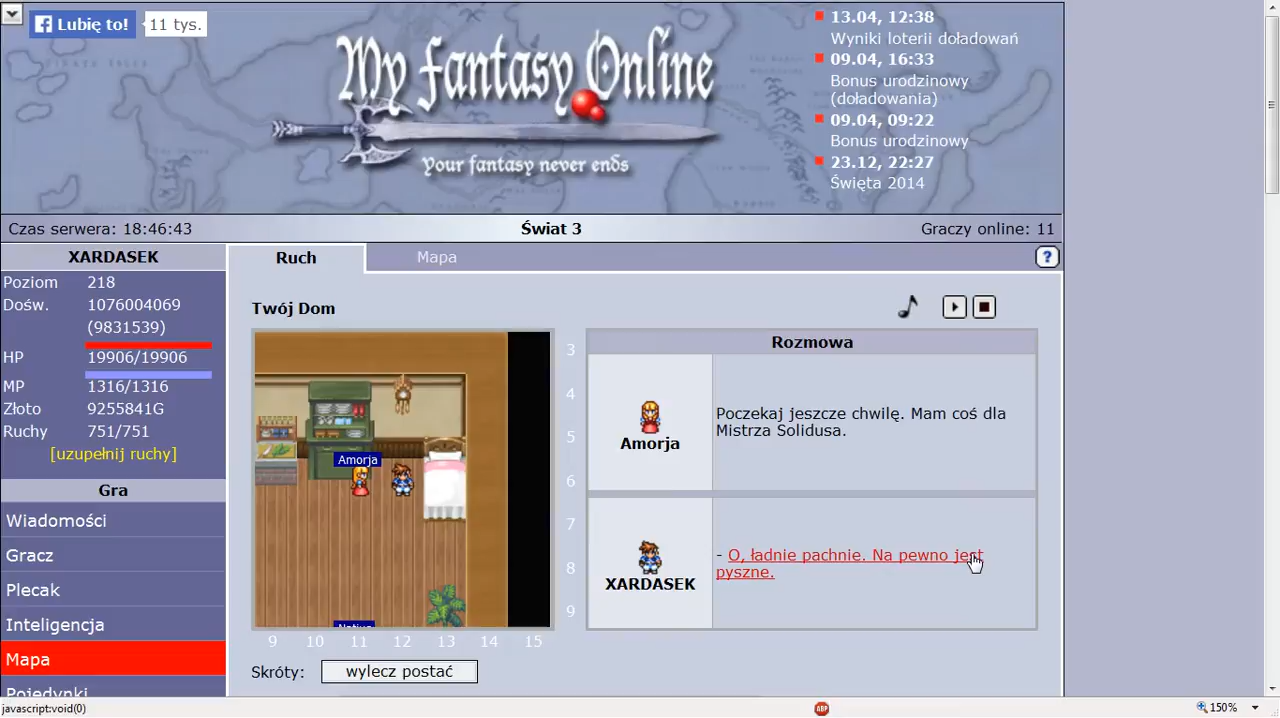 Lubię to!
11 tys.
My Fantasy Online
Your fantasy never ends
13.04, 12:38
Wyniki loterii doładowań
09.04, 16:33
Bonus urodzinowy
(doładowania)
09.04, 09:22
Bonus urodzinowy
23.12, 22:27
Święta 2014
Czas serwera: 18:46:43
Świat 3
Graczy online: 11
XARDASEK
Poziom 218
Dośw. 1076004069
(9831539)
HP 19906/19906
MP 1316/1316
Złoto 9255841G
Ruchy 751/751
[uzupełnij ruchy]
Gra
Wiadomości
Gracz
Plecak
Inteligencja
Mapa
Pojedynki
Ruch
Mapa
?
Twój Dom
Amorja
3
4
5
6
7
8
9
9 10 11 12 13 14 15
Skróty: wylecz postać
Rozmowa
Amorja
Poczekaj jeszcze chwilę. Mam coś dla
Mistrza Solidusa.
XARDASEK
- O, ładnie pachnie. Na pewno jest
pyszne.
javascript:void(0)
ABP
150%